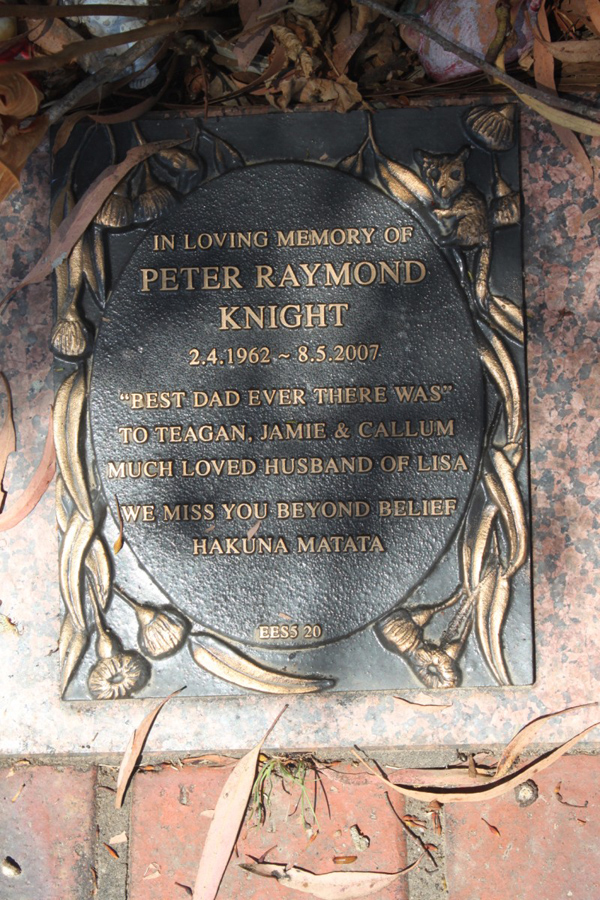 IN LOVING MEMORY OF
PETER RAYMOND
KNIGHT
2.4.1962 ~ 8.5.2007
"BEST DAD EVER THERE WAS"
TO TEAGAN, JAMIE & CALLUM
MUCH LOVED HUSBAND OF LISA
WE MISS YOU BEYOND BELIEF
HAKUNA MATATA
EES5 20